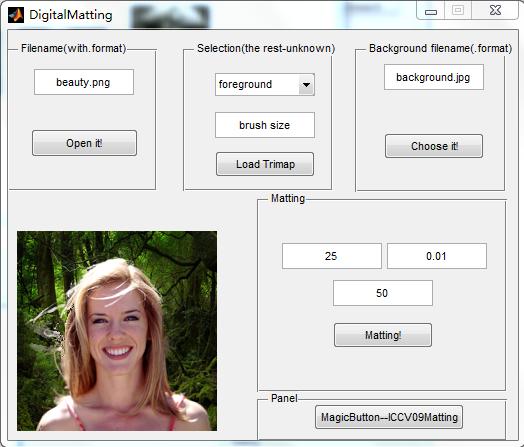 DigitalMatting
Filename(with.format)
beauty.png
Open it!
Selection(the rest-unknown)
foreground
brush size
Load Trimap
Background filename(.format)
background.jpg
Choose it!
Matting
25
0.01
50
Matting!
Panel
MagicButton--ICCV09Matting